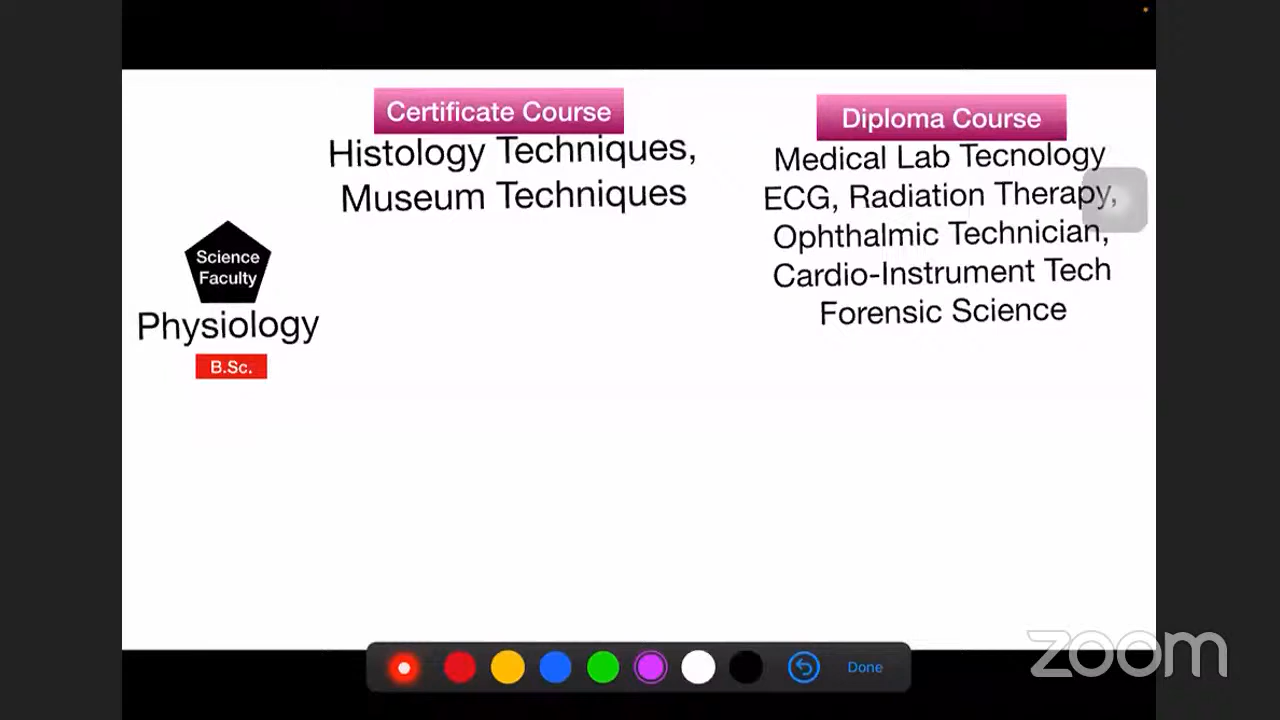 Certificate Course
Histology Techniques,
Museum Techniques
Diploma Course
Medical Lab Tecnology
ECG, Radiation Therapy,
Ophthalmic Technician,
Cardio-Instrument Tech
Forensic Science
Science
Faculty
Physiology
B.Sc.
Done
zoom